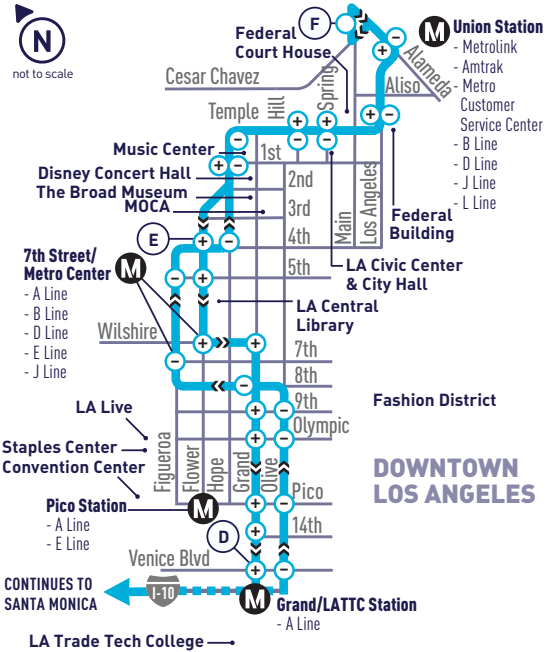 N
not to scale
F
M
Union Station
- Metrolink
- Amtrak
- Metro
Customer
Service Center
- B Line
- D Line
- J Line
- L Line
Federal
Court House
Cesar Chavez
Alameda
Aliso
Temple
Hill
Spring
Music Center
1st
Disney Concert Hall
2nd
The Broad Museum
MOCA
3rd
Main
Los Angeles
Federal
Building
E
4th
7th Street/
Metro Center
M
- A Line
- B Line
- D Line
- E Line
- J Line
5th
LA Civic Center
& City Hall
LA Central
Library
Wilshire
7th
8th
9th
Fashion District
LA Live
Olympic
Staples Center
Convention Center
Figueroa
Flower
Hope
Grand
Olive
DOWNTOWN
LOS ANGELES
Pico
Pico Station
M
- A Line
- E Line
14th
D
Venice Blvd
CONTINUES TO
SANTA MONICA
I-10
M
Grand/LATTC Station
- A Line
LA Trade Tech College